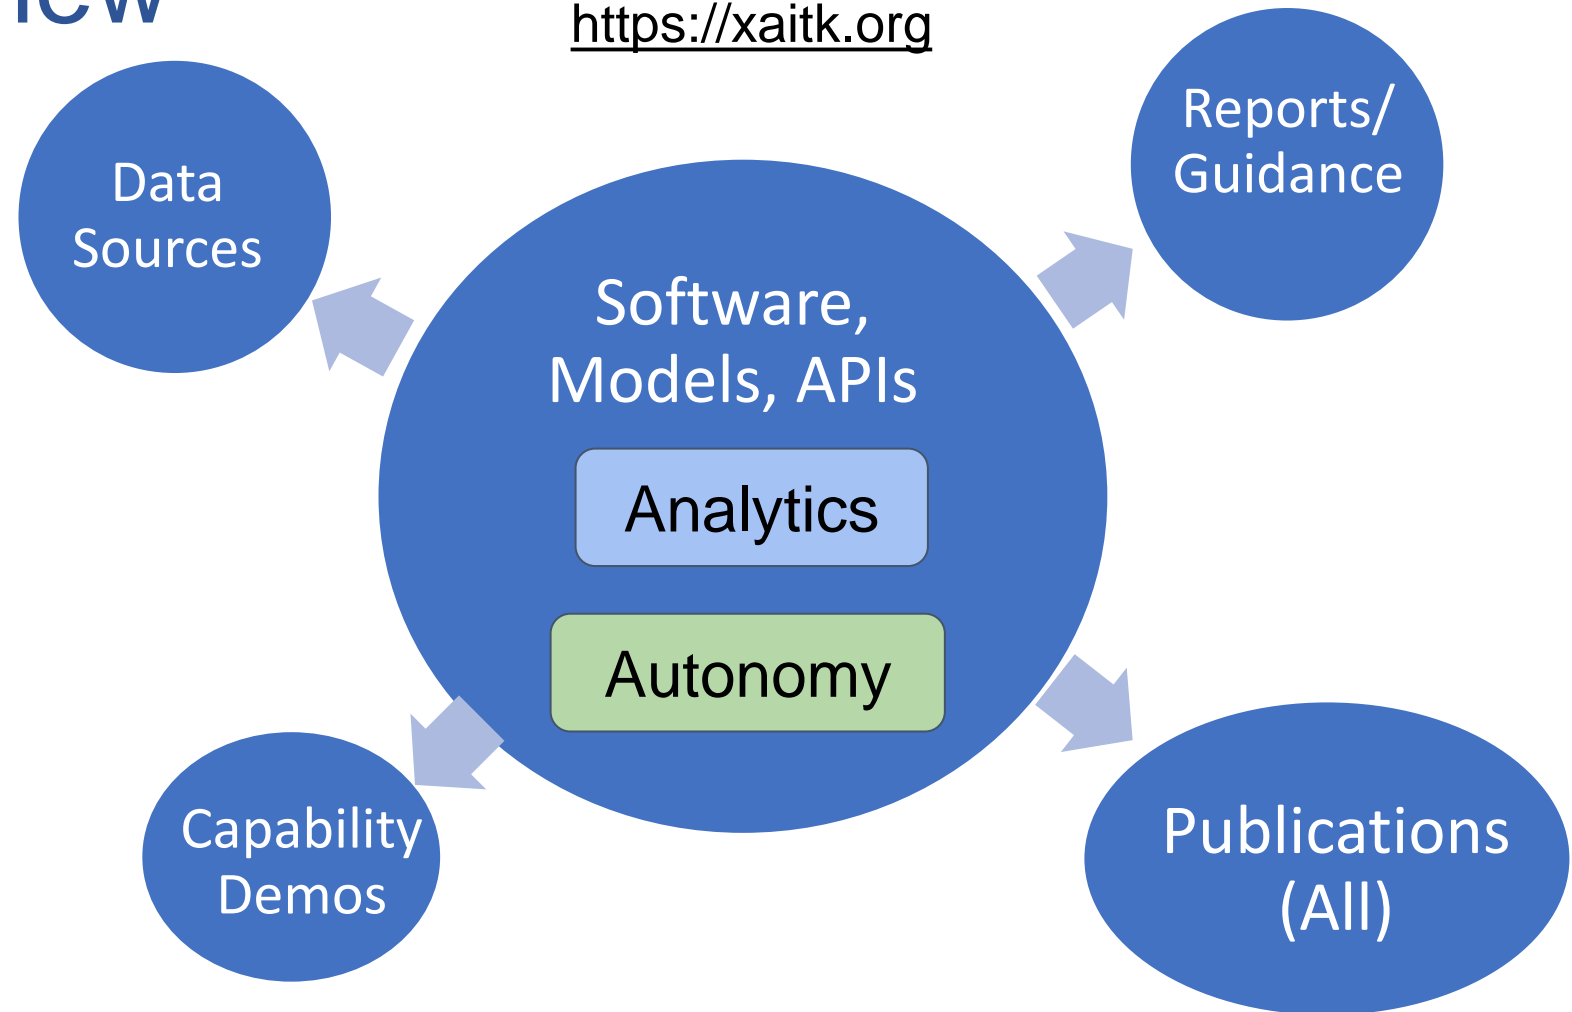 https://xaitk.org
Data
Sources
Reports/
Guidance
Software,
Models, APIs
Analytics
Autonomy
Capability
Demos
Publications
(All)